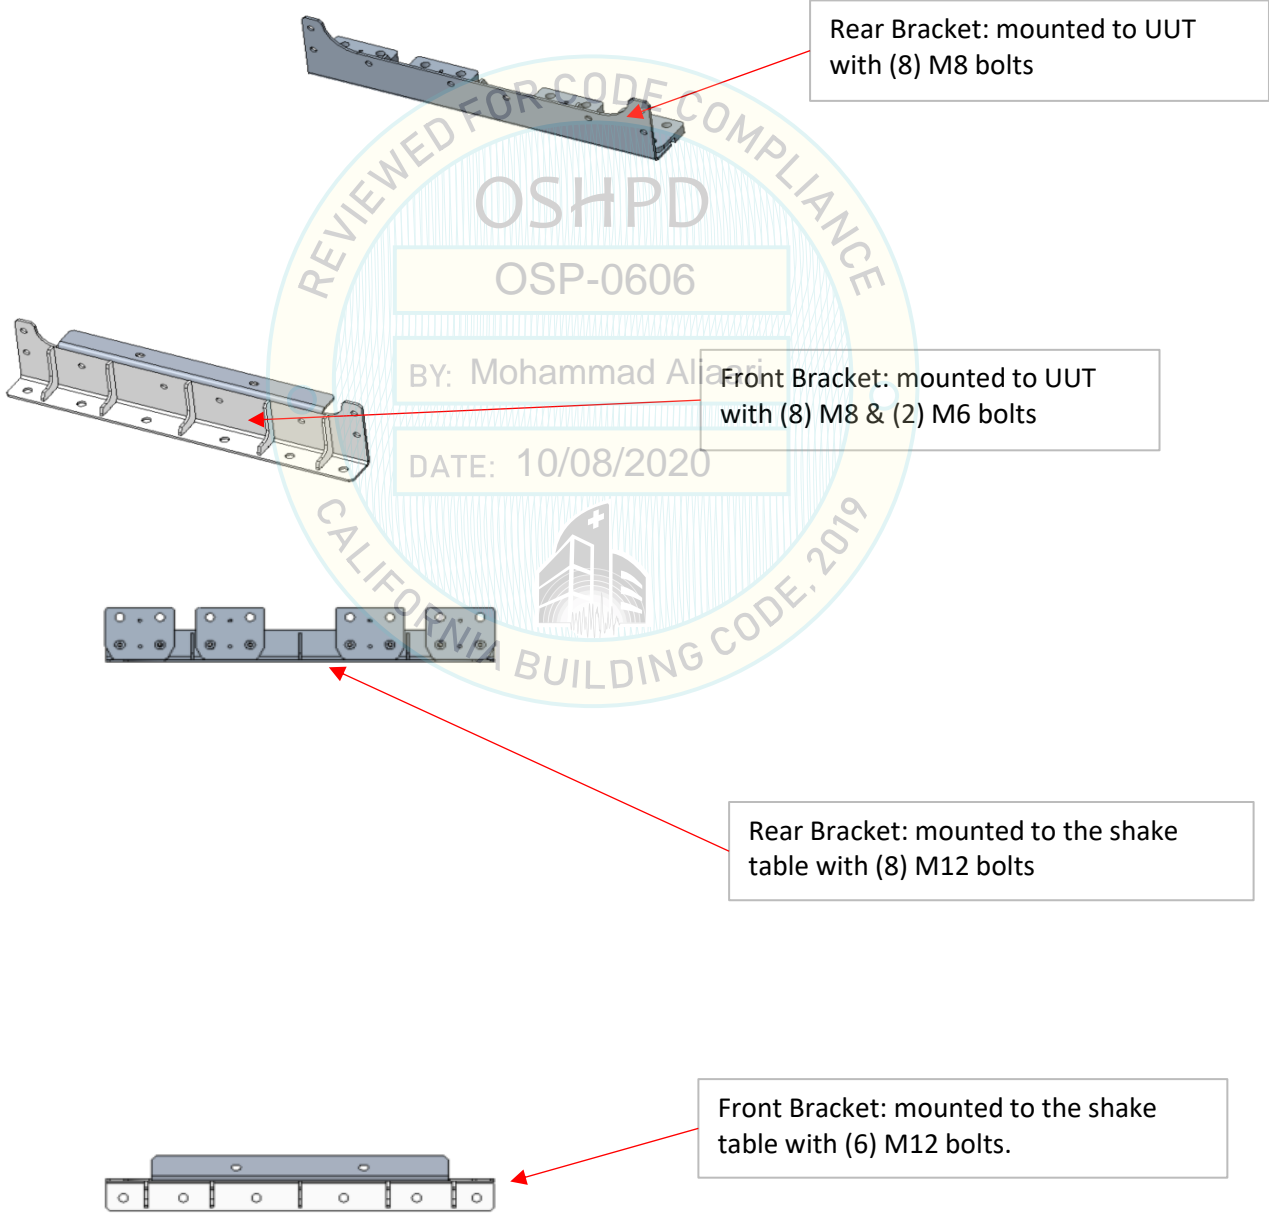 Rear Bracket: mounted to UUT
with (8) M8 bolts
REVIEWED FOR CODE COMPLIANCE
OSHPD
OSP-0606
BY: Mohammad
Front Bracket: mounted to UUT
with (8) M8 & (2) M6 bolts
DATE: 10/08/2020
CALIFORNIA BUILDING CODE, 2019
Rear Bracket: mounted to the shake
table with (8) M12 bolts
Front Bracket: mounted to the shake
table with (6) M12 bolts.